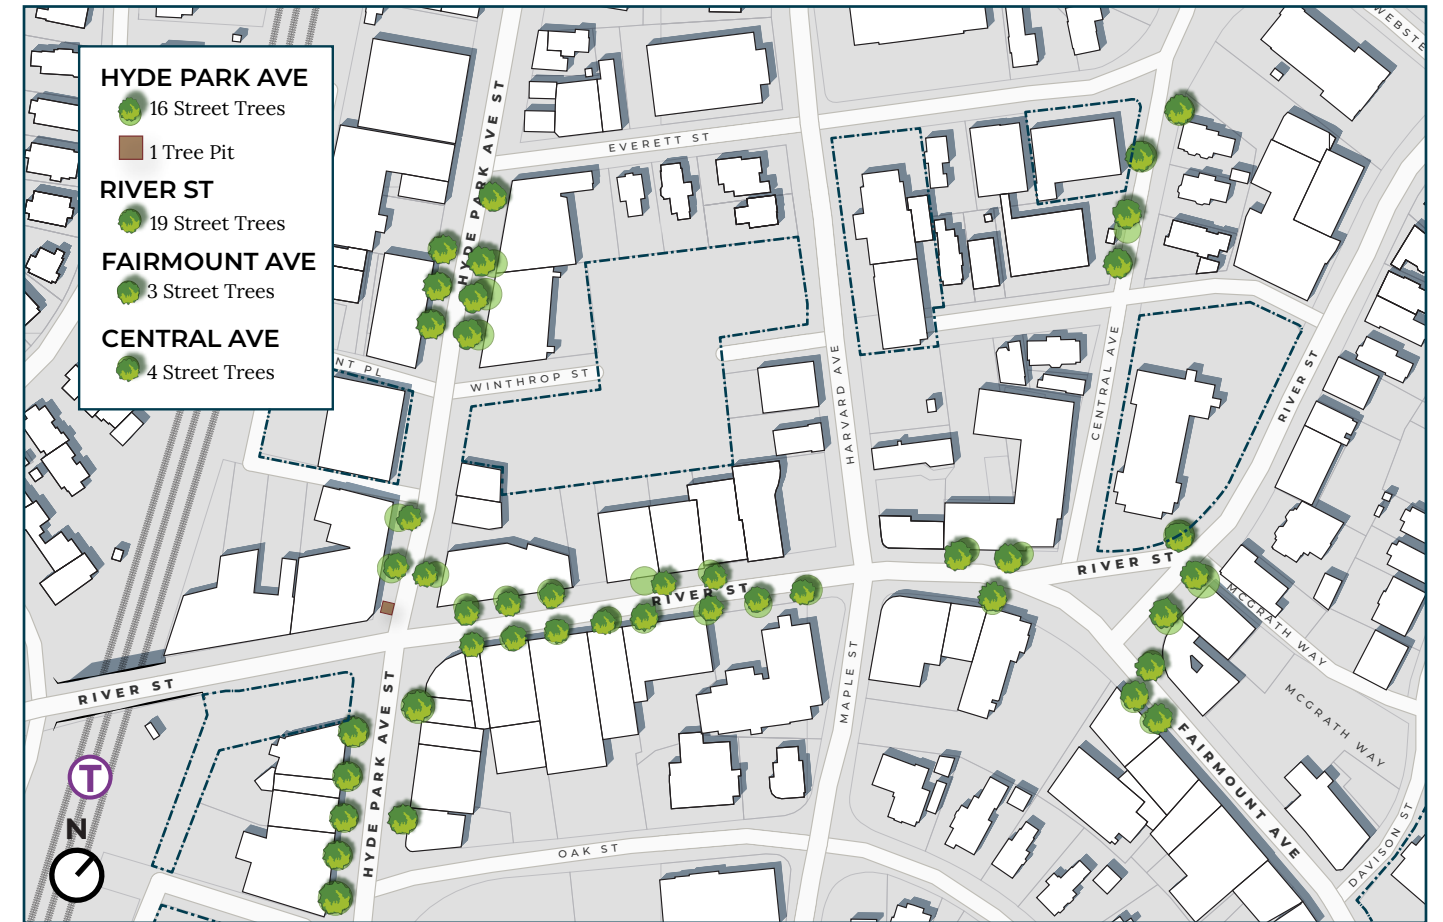 HYDE PARK AVE
16 Street Trees
1 Tree Pit
RIVER ST
19 Street Trees
FAIRMOUNT AVE
3 Street Trees
CENTRAL AVE
4 Street Trees
HYDE PARK AVE ST
EVERETT ST
NT PL
WINTHROP ST
HARVARD AVE
CENTRAL AVE
RIVER ST
RIVER ST
RIVER ST
RIVER ST
MCGRATH WAY
MCGRATH WAY
MAPLE ST
HYDE PARK AVE ST
FAIRMOUNT AVE
OAK ST
DAVISON ST
WEBSTE
T
N